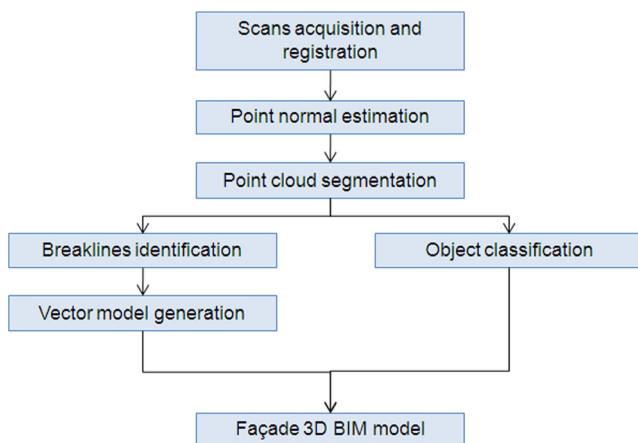 Scans acquisition and
registration
Point normal estimation
Point cloud segmentation
Breaklines identification
Object classification
Vector model generation
Façade 3D BIM model